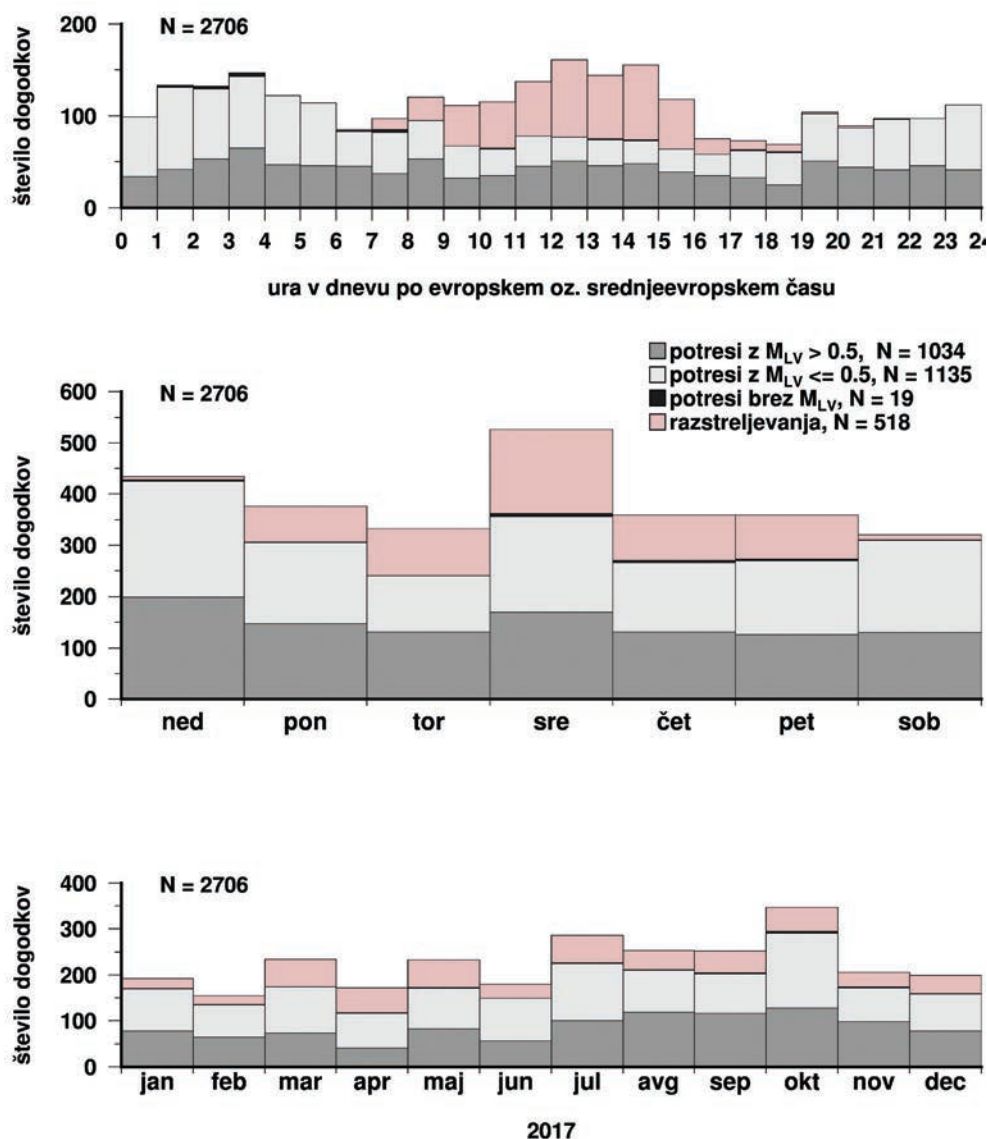 N = 2706
število dogodkov
200
100
0
0 1 2 3 4 5 6 7 8 9 10 11 12 13 14 15 16 17 18 19 20 21 22 23 24
ura v dnevu po evropskem oz. srednjeevropskem času
potresi z MLV > 0.5, N = 1034
potresi z MLV <= 0.5, N = 1135
potresi brez MLV, N = 19
razstreljevanja, N = 518
N = 2706
število dogodkov
600
500
400
300
200
100
0
ned pon tor sre čet pet sob
N = 2706
število dogodkov
400
300
200
100
0
jan feb mar apr maj jun jul avg sep okt nov dec
2017